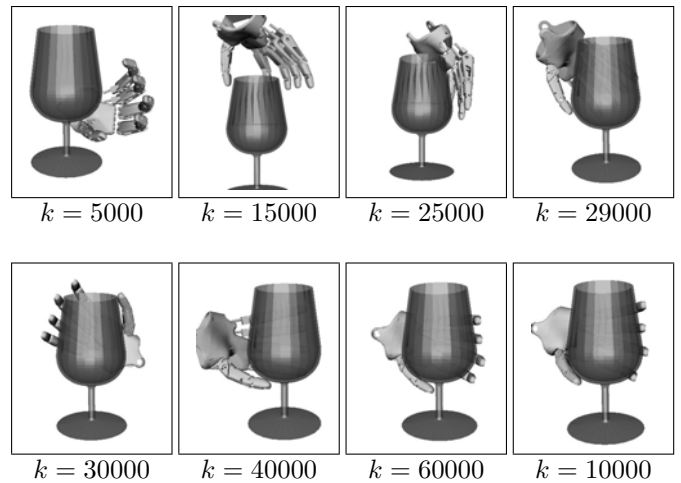 k = 5000 k = 15000 k = 25000 k = 29000
k = 30000 k = 40000 k = 60000 k = 10000